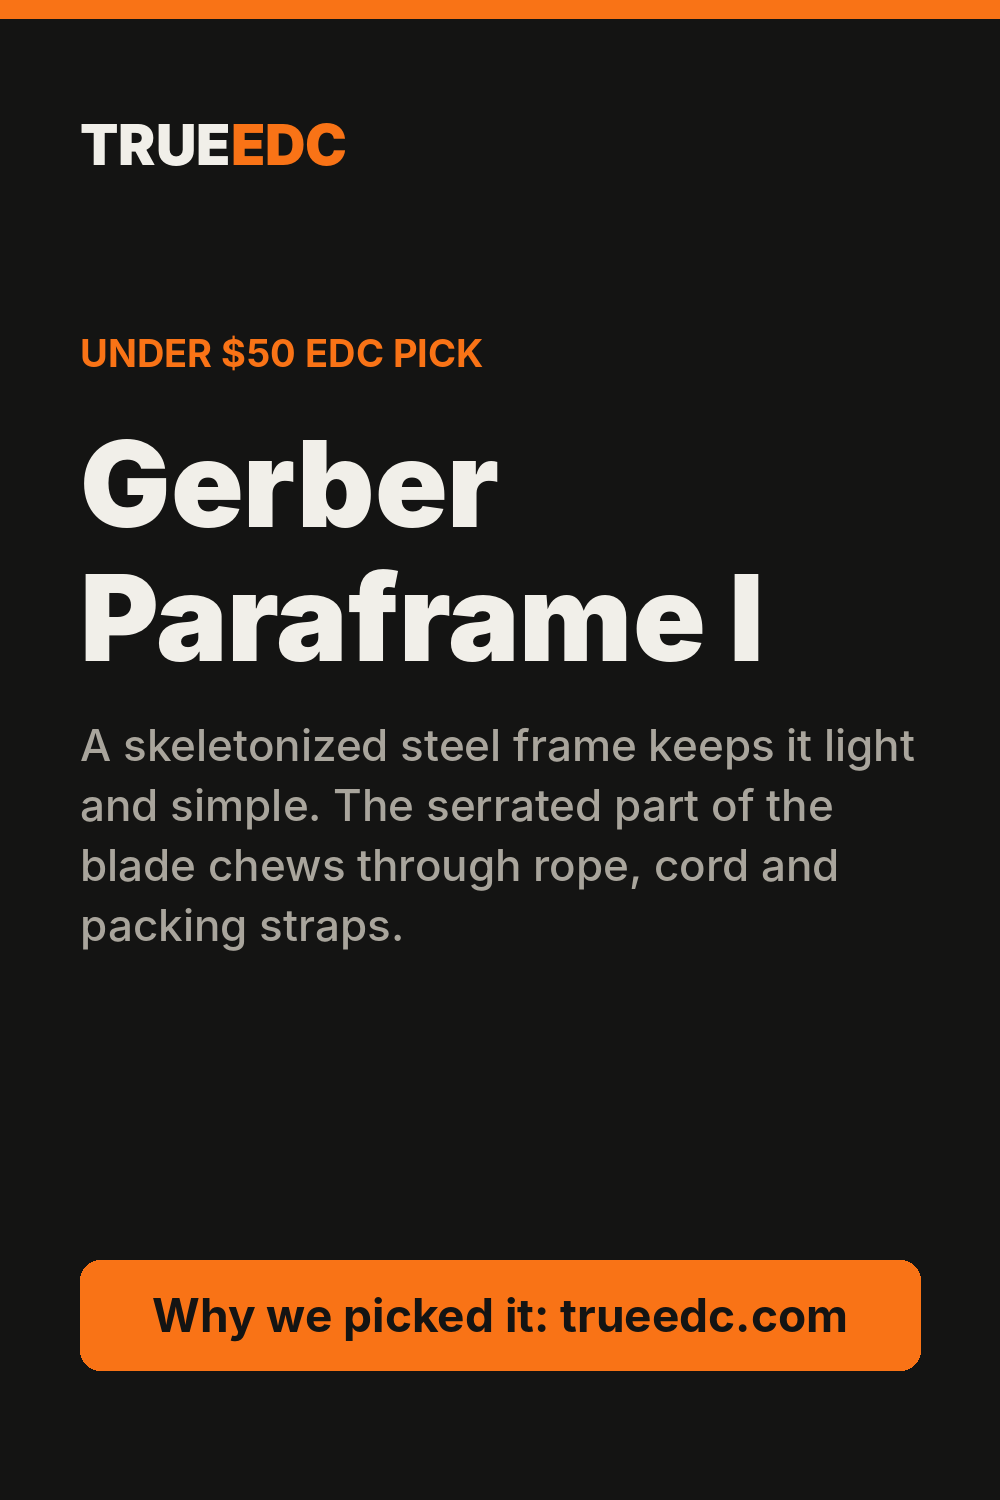 TRUEEDC
UNDER $50 EDC PICK
Gerber
Paraframe I
A skeletonized steel frame keeps it light
and simple. The serrated part of the
blade chews through rope, cord and
packing straps.
Why we picked it: trueedc.com